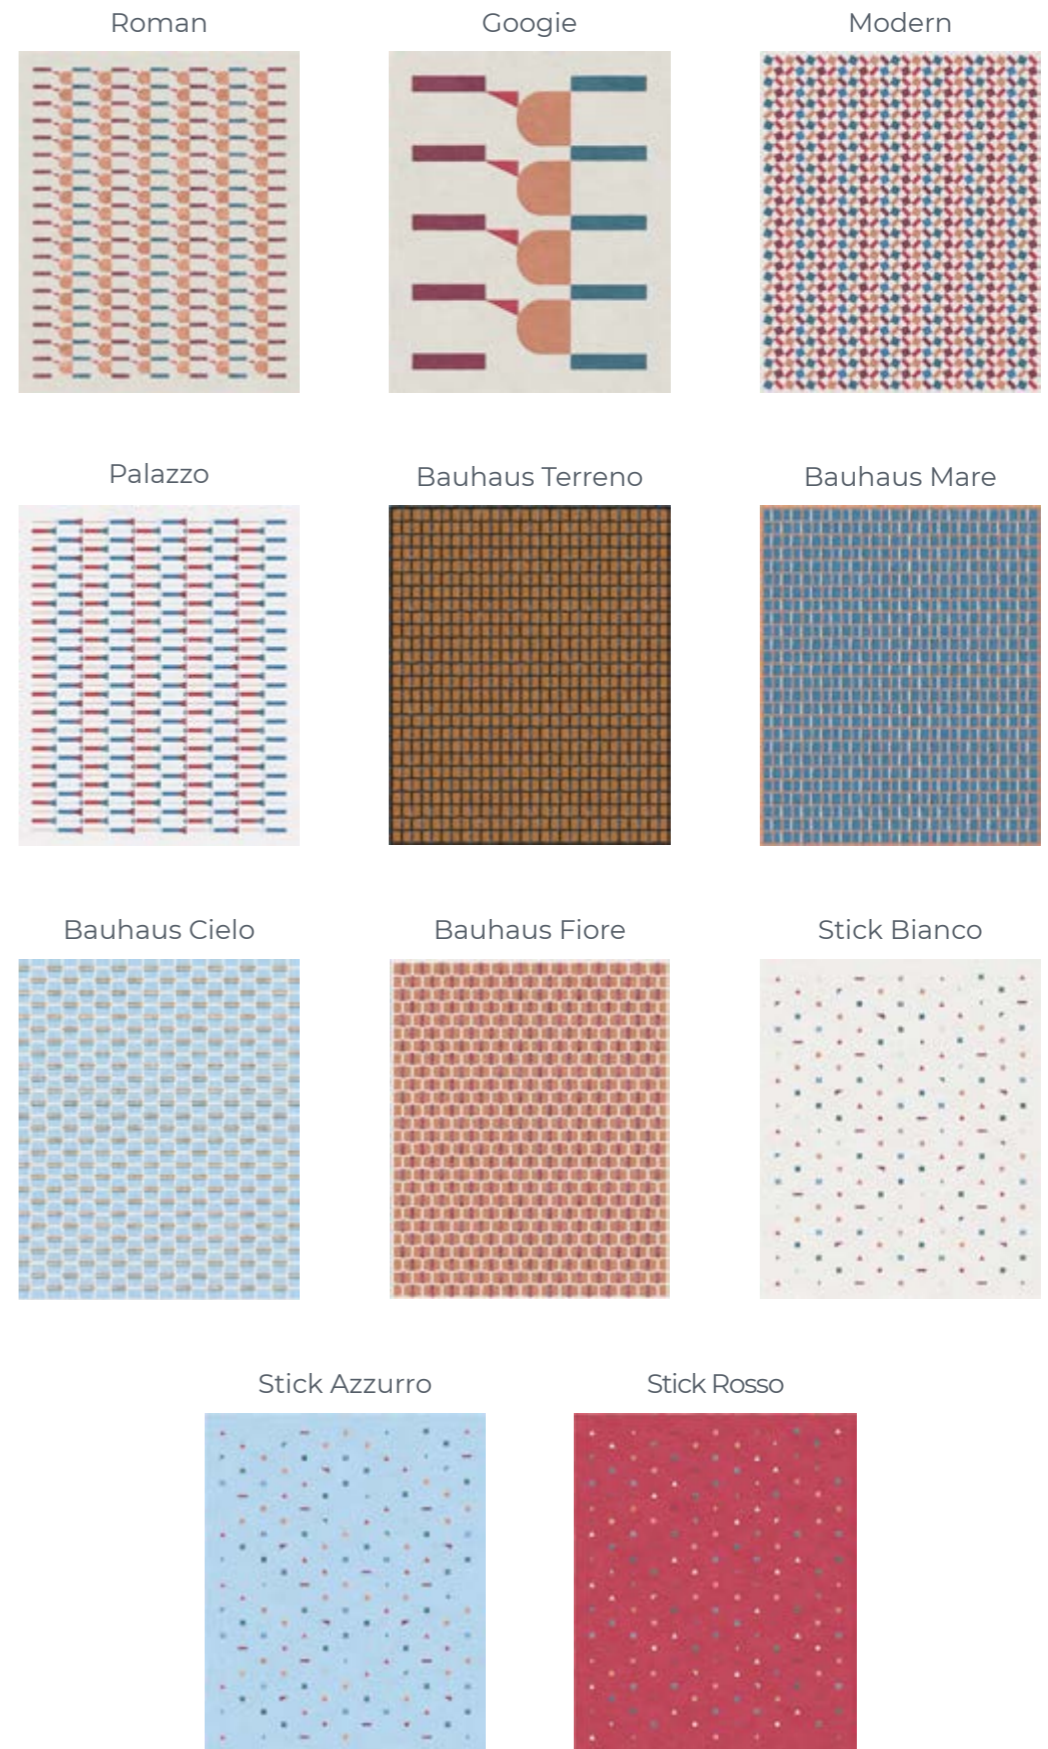 Roman
Googie
Modern
Palazzo
Bauhaus Terreno
Bauhaus Mare
Bauhaus Cielo
Bauhaus Fiore
Stick Bianco
Stick Azzurro
Stick Rosso